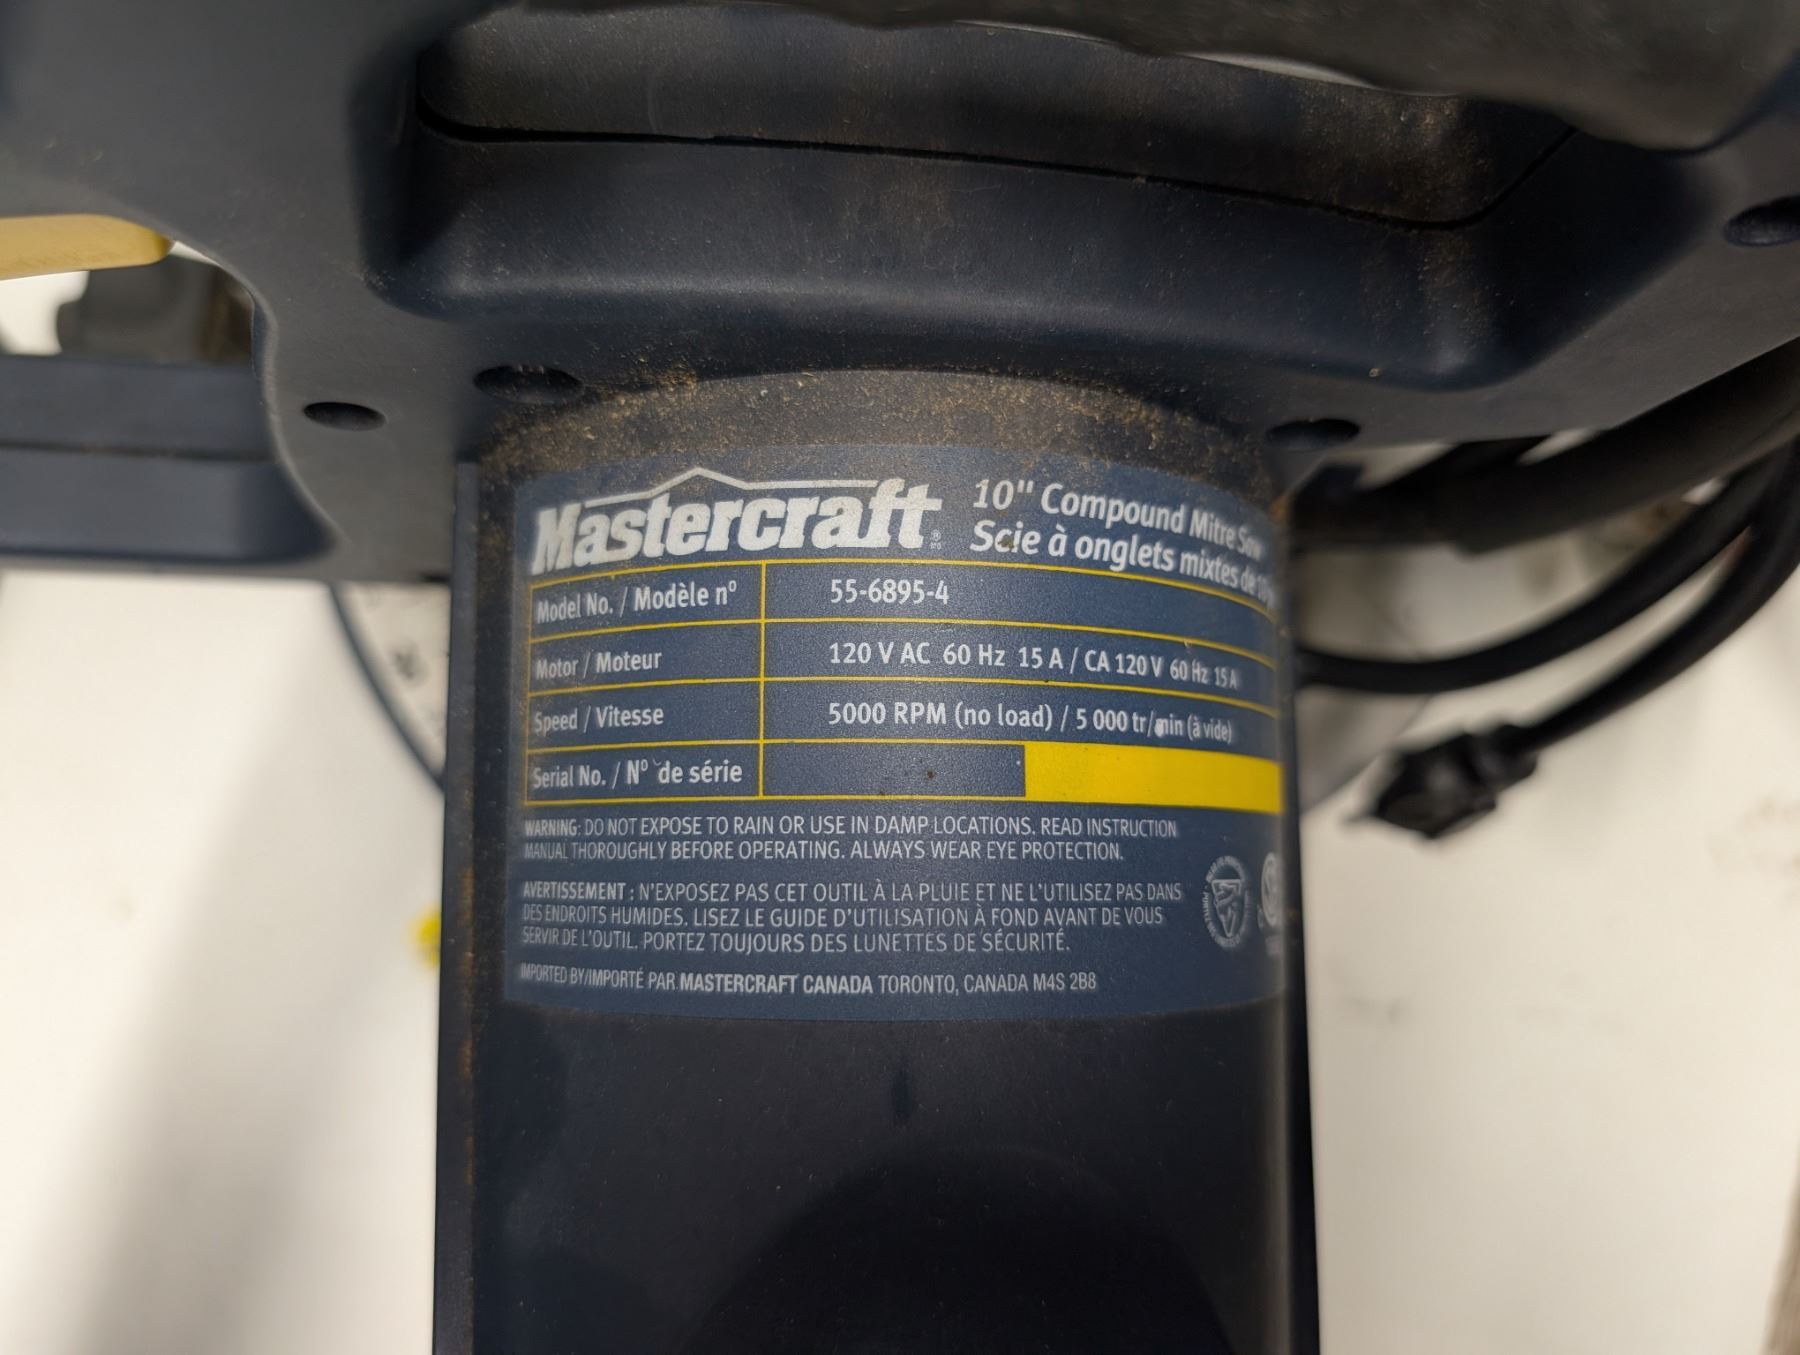 Mastercraft
10" Compound Mitre Saw
Scie à onglets mixtes de
Model No. / Modèle nº 55-6895-4
Motor / Moteur 120 V AC 60 Hz 15 A / CA 120 V 60 Hz 15 A
Speed / Vitesse 5000 RPM (no load) / 5 000 tr/min (à vide)
Serial No. / Nº de série
WARNING: DO NOT EXPOSE TO RAIN OR USE IN DAMP LOCATIONS. READ INSTRUCTION
MANUAL THOROUGHLY BEFORE OPERATING. ALWAYS WEAR EYE PROTECTION.
AVERTISSEMENT : N'EXPOSEZ PAS CET OUTIL À LA PLUIE ET NE L'UTILISEZ PAS DANS
DES ENDROITS HUMIDES. LISEZ LE GUIDE D'UTILISATION À FOND AVANT DE VOUS
SERVIR DE L'OUTIL. PORTEZ TOUJOURS DES LUNETTES DE SÉCURITÉ.
IMPORTED BY/IMPORTÉ PAR MASTERCRAFT CANADA TORONTO, CANADA M4S 2B8